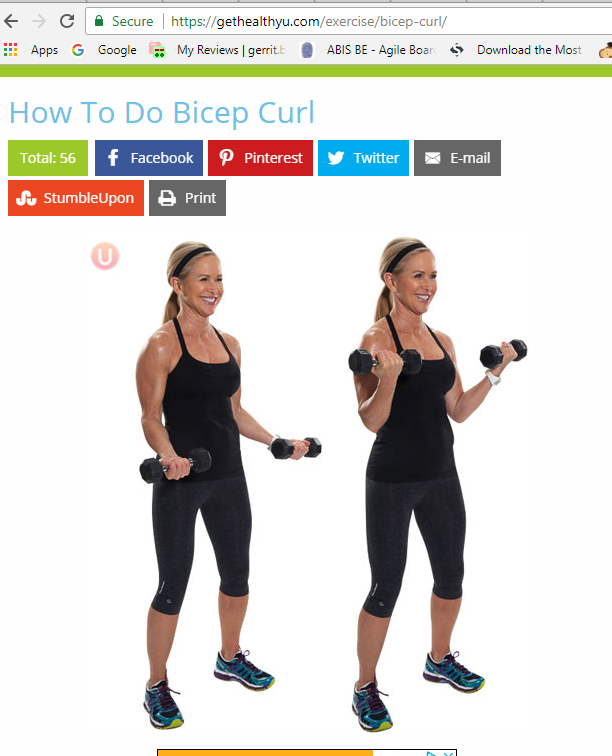 Secure https://gethealthyu.com/exercise/bicep-curl/
Apps Google My Reviews | gerrit.b ABIS BE - Agile Boar Download the Most
How To Do Bicep Curl
Total: 56 Facebook Pinterest Twitter E-mail
StumbleUpon Print
U